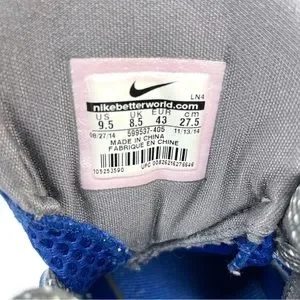 LN4
nikebetterworld.com
US UK EUR cm
9.5 8.5 43 27.5
08/27/14 599537-405 11/13/14
MADE IN CHINA
FABRIQUE EN CHINE
105253590